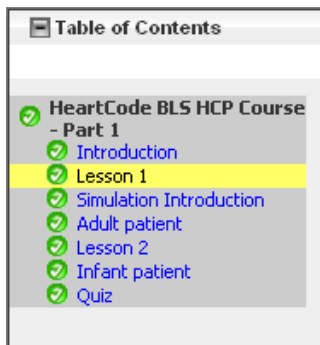 Table of Contents
HeartCode BLS HCP Course
- Part 1
Introduction
Lesson 1
Simulation Introduction
Adult patient
Lesson 2
Infant patient
Quiz